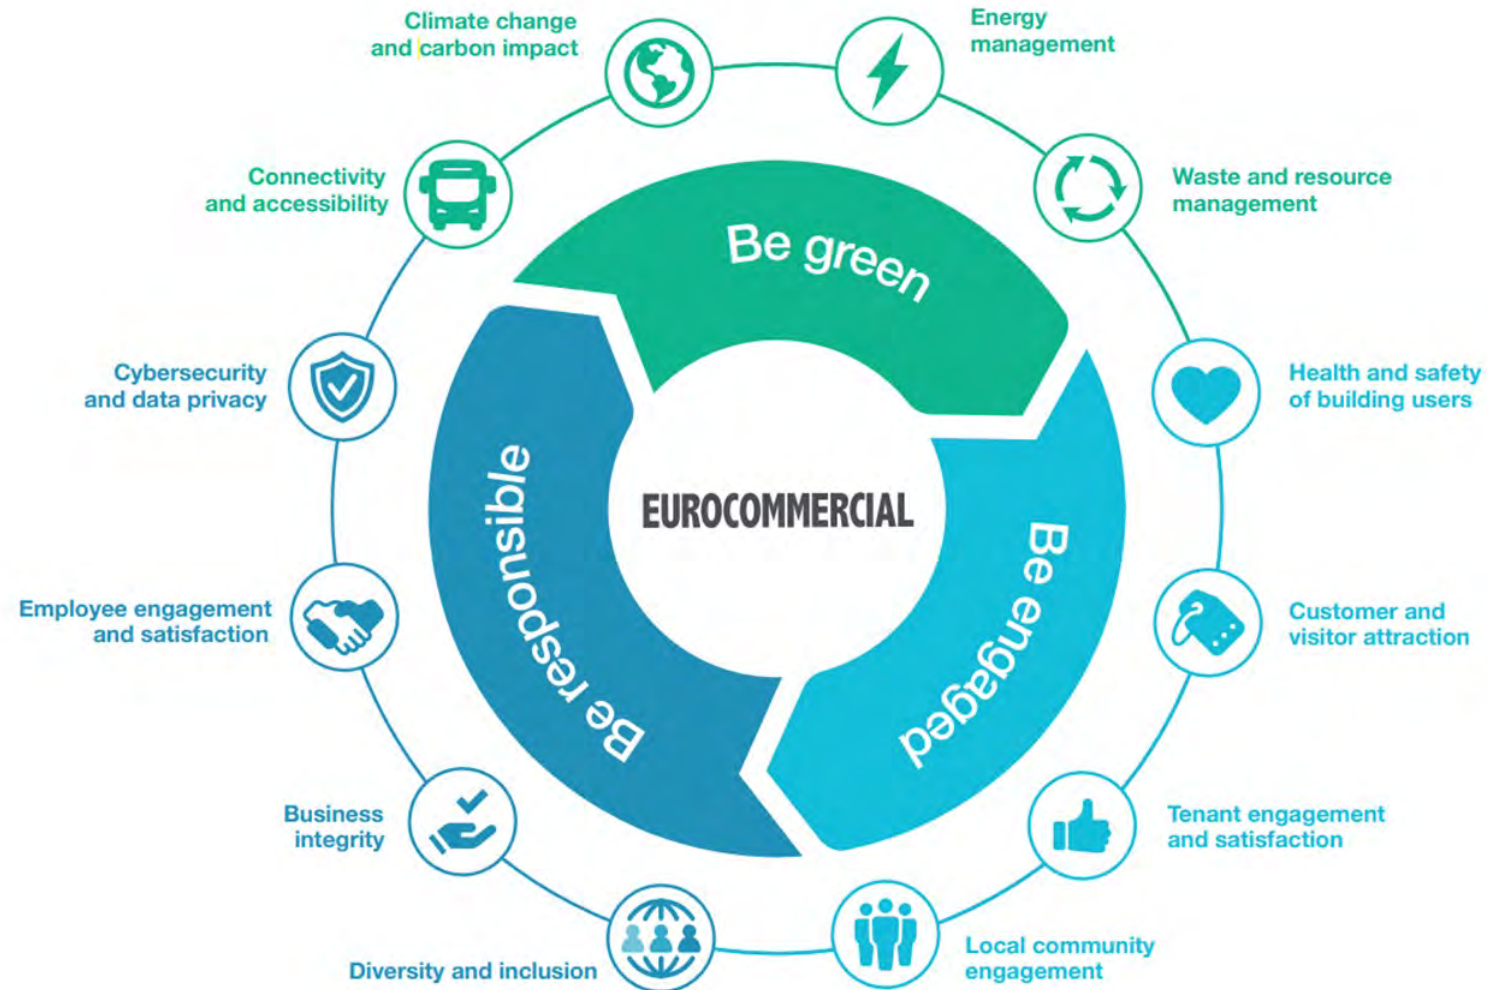 Climate change
and carbon impact
Energy
management
Connectivity
and accessibility
Waste and resource
management
Be green
Cybersecurity
and data privacy
Health and safety
of building users
EUROCOMMERCIAL
Be responsible
Be engaged
Employee engagement
and satisfaction
Customer and
visitor attraction
Business
integrity
Tenant engagement
and satisfaction
Diversity and inclusion
Local community
engagement